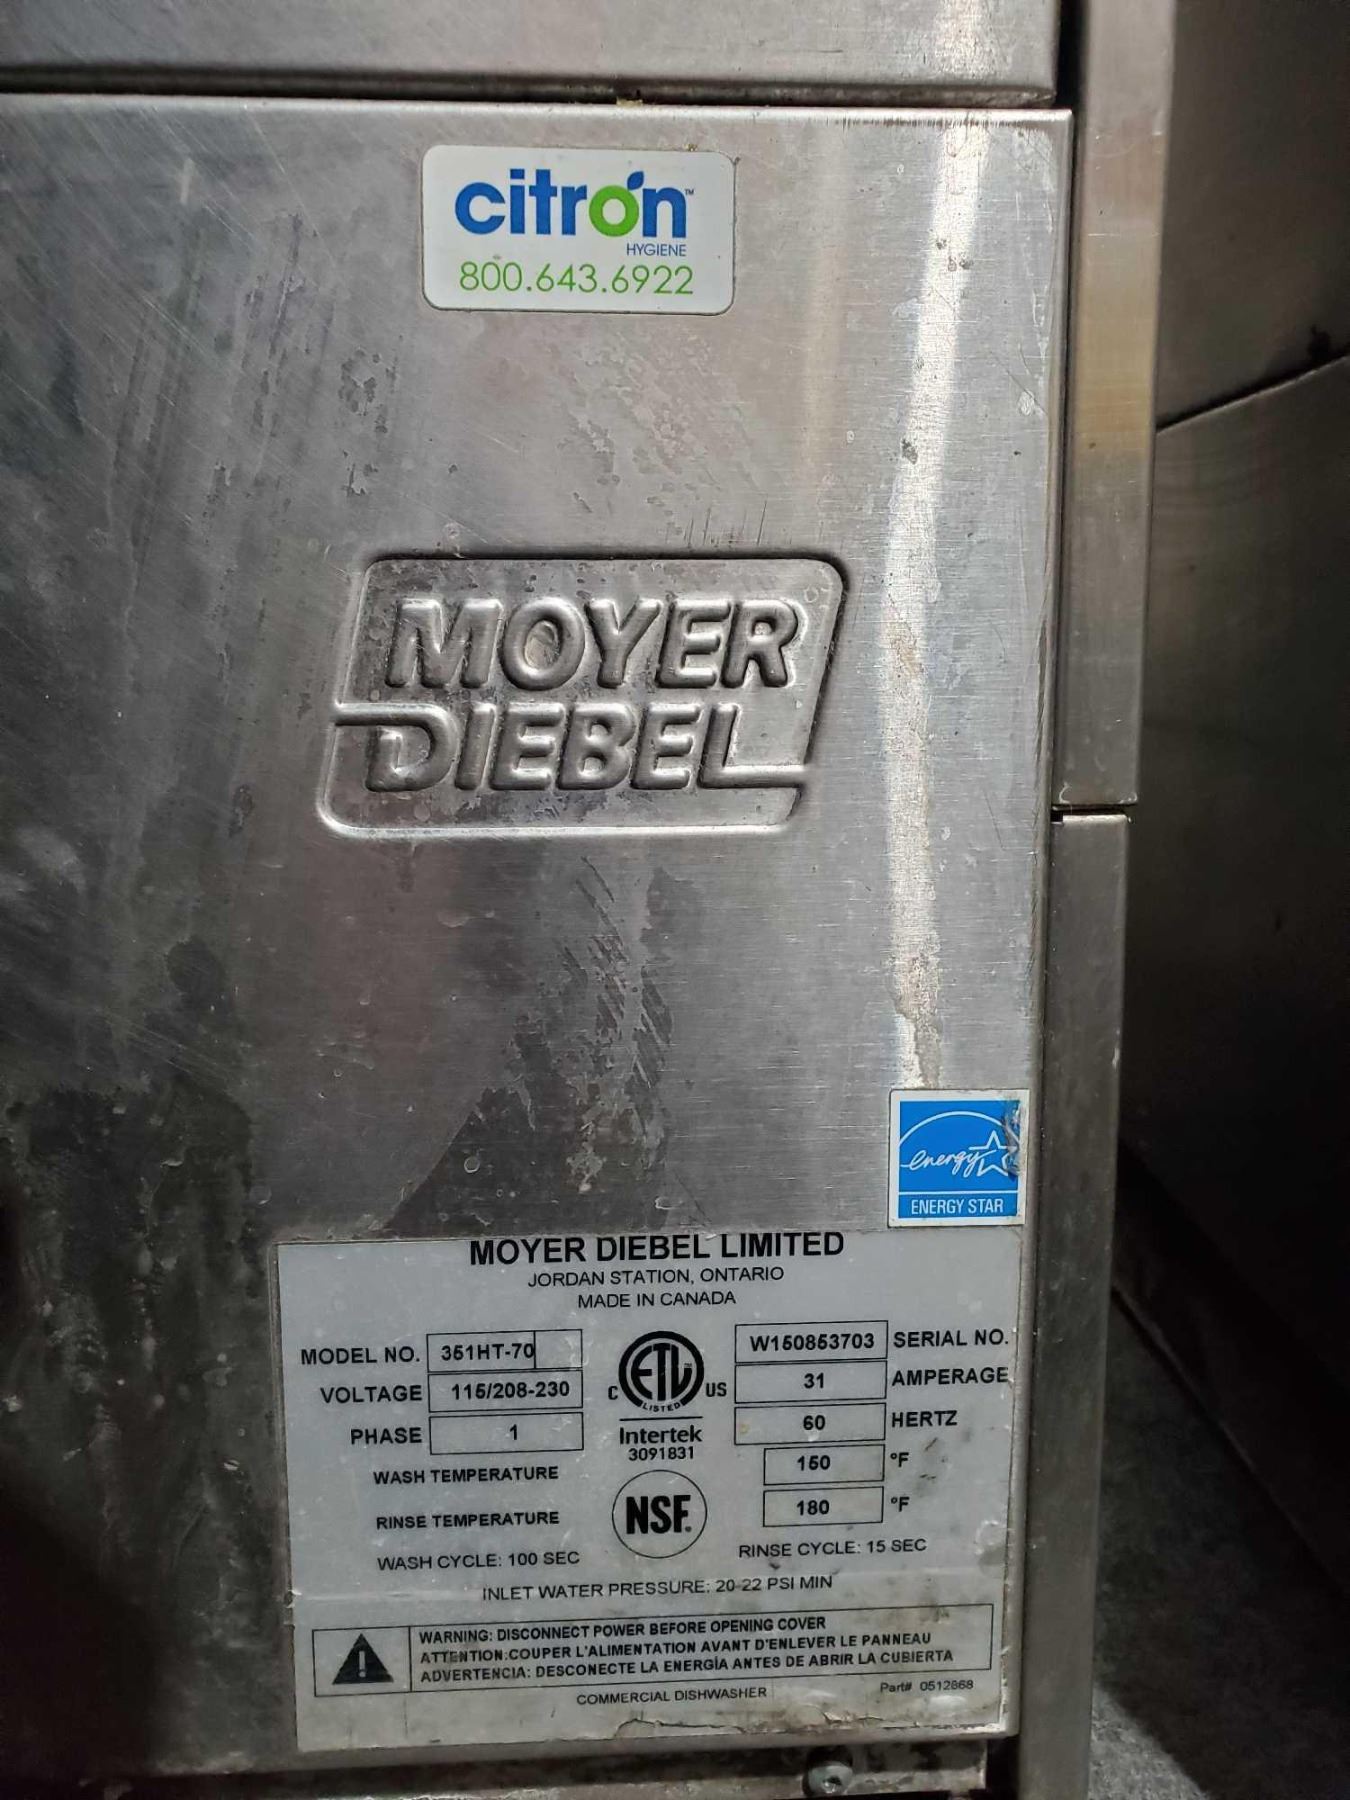 citrón™
HYGIENE
800.643.6922
MOYER
DIEBEL
energy
ENERGY STAR
MOYER DIEBEL LIMITED
JORDAN STATION, ONTARIO
MADE IN CANADA
MODEL NO. 351HT-70
W150853703 SERIAL NO.
VOLTAGE 115/208-230
31 AMPERAGE
PHASE 1
60 HERTZ
C ETL US
LISTED
Intertek
3091831
WASH TEMPERATURE 150 °F
RINSE TEMPERATURE 180 °F
NSF.
WASH CYCLE: 100 SEC RINSE CYCLE: 15 SEC
INLET WATER PRESSURE: 20-22 PSI MIN
WARNING: DISCONNECT POWER BEFORE OPENING COVER
ATTENTION:COUPER L'ALIMENTATION AVANT D'ENLEVER LE PANNEAU
ADVERTENCIA: DESCONECTE LA ENERGÍA ANTES DE ABRIR LA CUBIERTA
COMMERCIAL DISHWASHER Part# 0512868